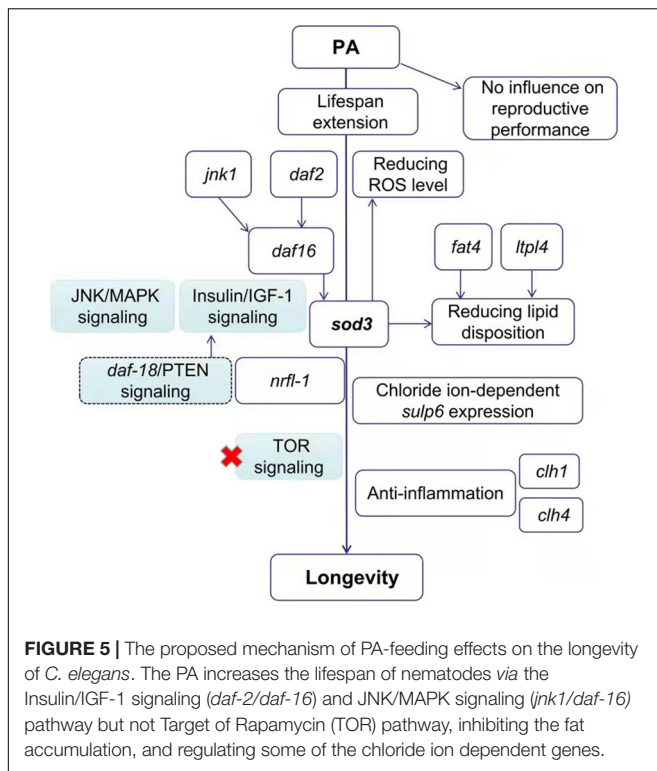 PA
No influence on
reproductive
performance
Lifespan
extension
jnk1
daf2
Reducing
ROS level
daf16
fat4
ltpl4
JNK/MAPK
signaling
Insulin/IGF-1
signaling
sod3
Reducing lipid
disposition
daf-18/PTEN
signaling
nrfl-1
Chloride ion-dependent
sulp6 expression
TOR
signaling
Anti-inflammation
clh1
clh4
Longevity
FIGURE 5 | The proposed mechanism of PA-feeding effects on the longevity
of C. elegans. The PA increases the lifespan of nematodes via the
Insulin/IGF-1 signaling (daf-2/daf-16) and JNK/MAPK signaling (jnk1/daf-16)
pathway but not Target of Rapamycin (TOR) pathway, inhibiting the fat
accumulation, and regulating some of the chloride ion dependent genes.